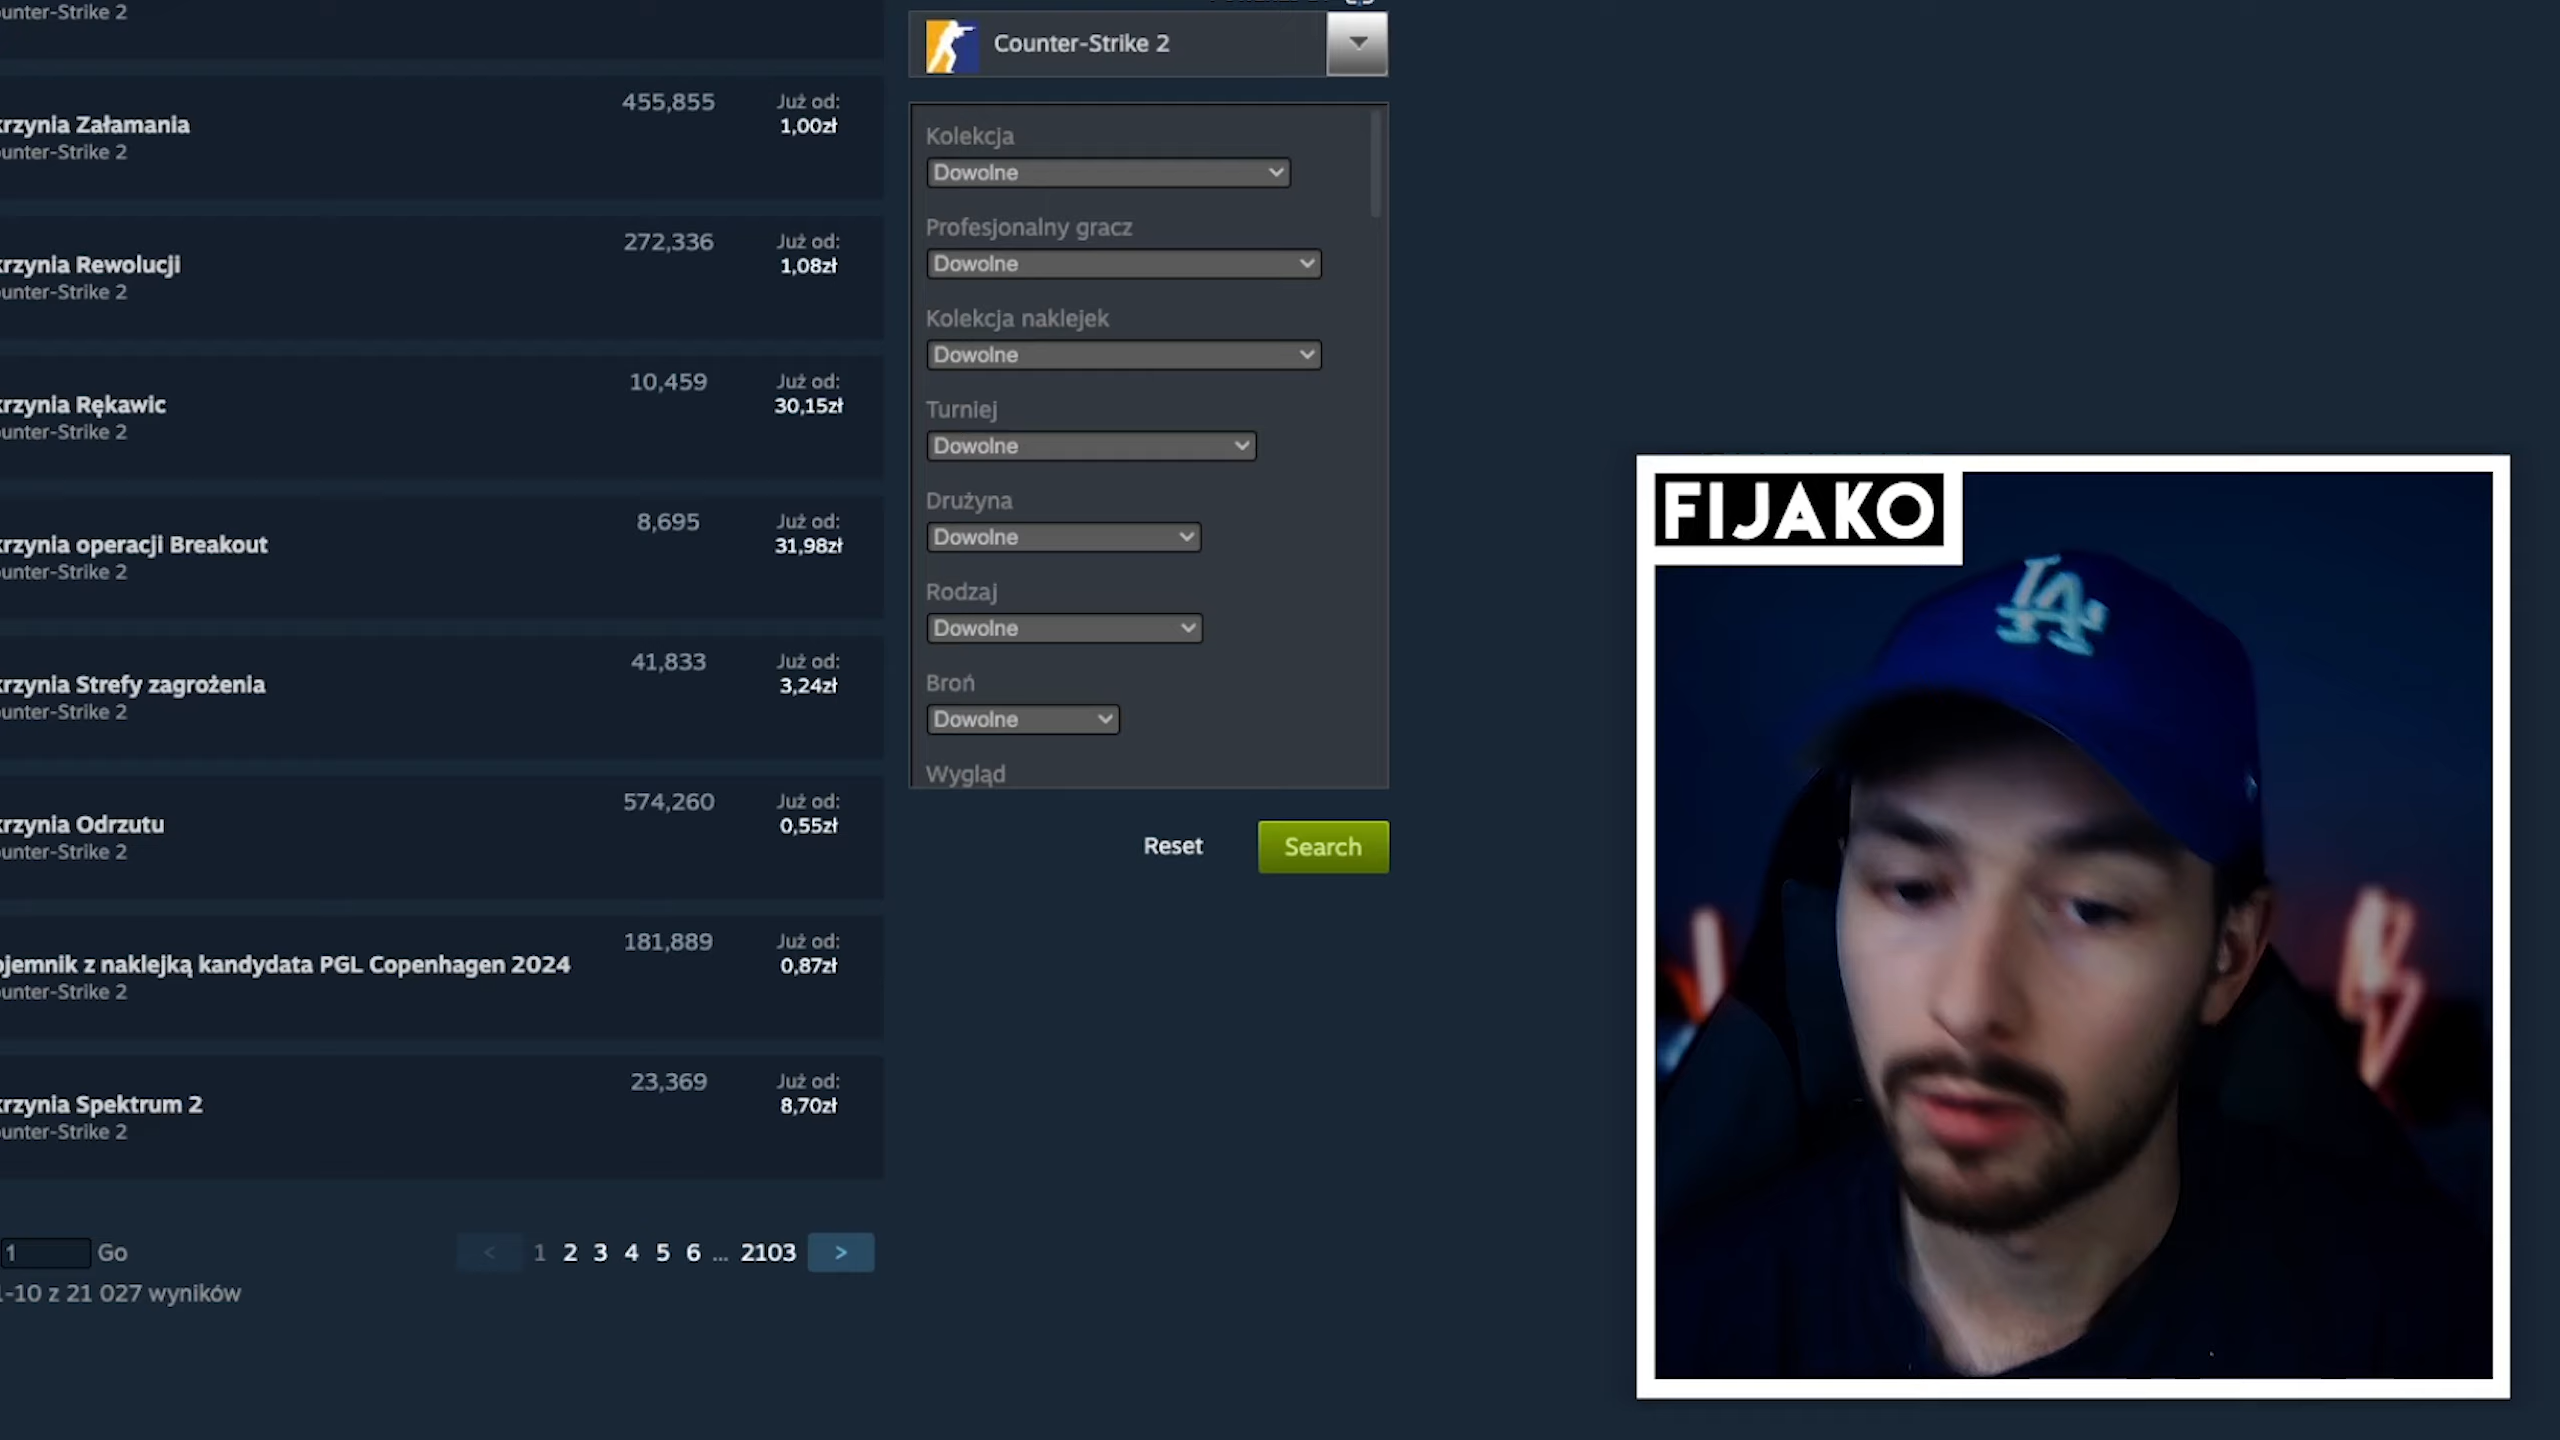 unter-Strike 2
455,855
Już od:
1,00zł
rzynia Załamania
unter-Strike 2
272,336
Już od:
1,08zł
rzynia Rewolucji
unter-Strike 2
10,459
Już od:
30,15zł
rzynia Rękawic
unter-Strike 2
8,695
Już od:
31,98zł
rzynia operacji Breakout
unter-Strike 2
41,833
Już od:
3,24zł
rzynia Strefy zagrożenia
unter-Strike 2
574,260
Już od:
0,55zł
rzynia Odrzutu
unter-Strike 2
181,889
Już od:
0,87zł
ojemnik z naklejką kandydata PGL Copenhagen 2024
unter-Strike 2
23,369
Już od:
8,70zł
rzynia Spektrum 2
unter-Strike 2
1 Go
< 1 2 3 4 5 6 ... 2103 >
1-10 z 21 027 wyników
Counter-Strike 2
Kolekcja
Dowolne
Profesjonalny gracz
Dowolne
Kolekcja naklejek
Dowolne
Turniej
Dowolne
Drużyna
Dowolne
Rodzaj
Dowolne
Broń
Dowolne
Wygląd
Reset Search
FIJAKO
LA